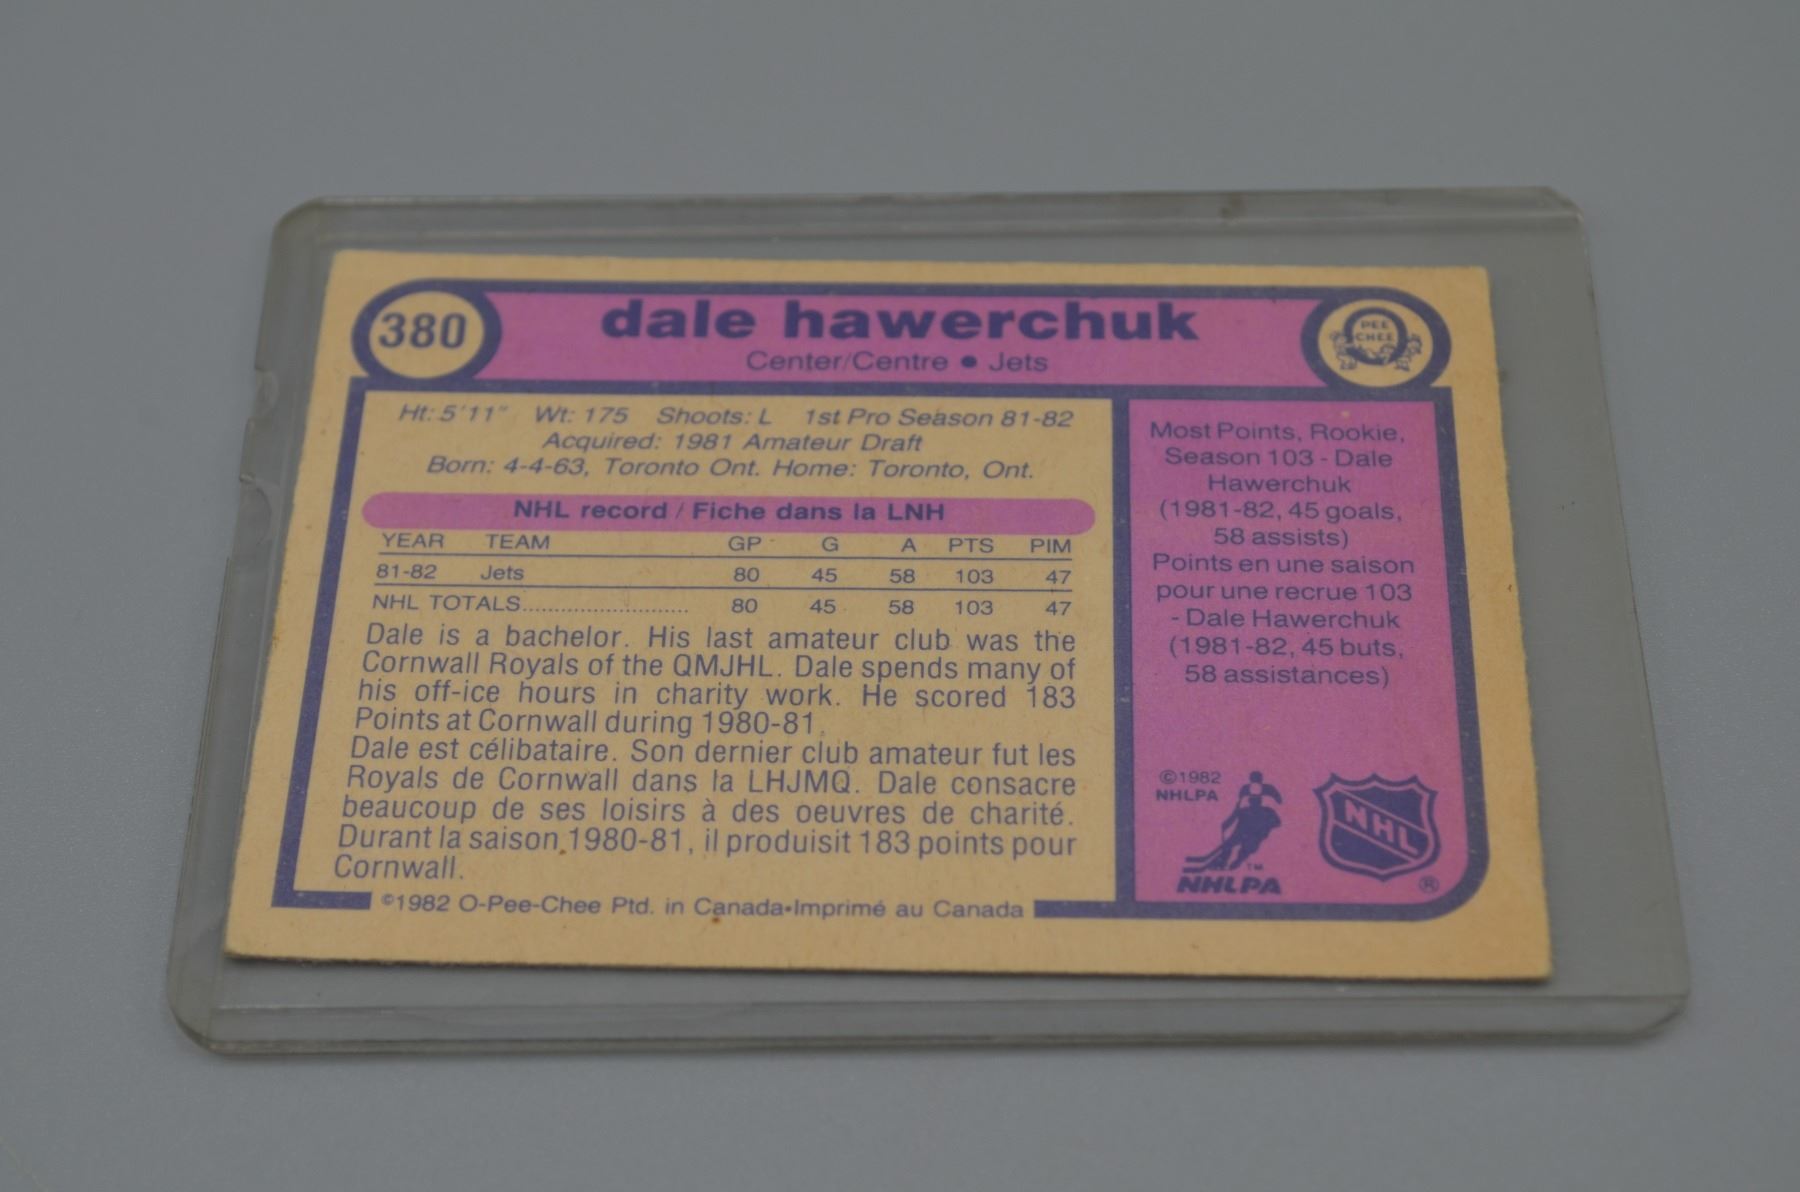 380
dale hawerchuk
Center/Centre • Jets
PEE
CHEE
Ht: 5'11" Wt: 175 Shoots: L 1st Pro Season 81-82
Acquired: 1981 Amateur Draft
Born: 4-4-63, Toronto Ont. Home: Toronto, Ont.
NHL record / Fiche dans la LNH
YEAR TEAM GP G A PTS PIM
81-82 Jets 80 45 58 103 47
NHL TOTALS.......................... 80 45 58 103 47
Dale is a bachelor. His last amateur club was the
Cornwall Royals of the QMJHL. Dale spends many of
his off-ice hours in charity work. He scored 183
Points at Cornwall during 1980-81.
Dale est célibataire. Son dernier club amateur fut les
Royals de Cornwall dans la LHJMQ. Dale consacre
beaucoup de ses loisirs à des oeuvres de charité.
Durant la saison 1980-81, il produisit 183 points pour
Cornwall.
©1982 O-Pee-Chee Ptd. in Canada•Imprimé au Canada
Most Points, Rookie,
Season 103 - Dale
Hawerchuk
(1981-82, 45 goals,
58 assists)
Points en une saison
pour une recrue 103
- Dale Hawerchuk
(1981-82, 45 buts,
58 assistances)
©1982
NHLPA
TM
NHLPA
NHL
®